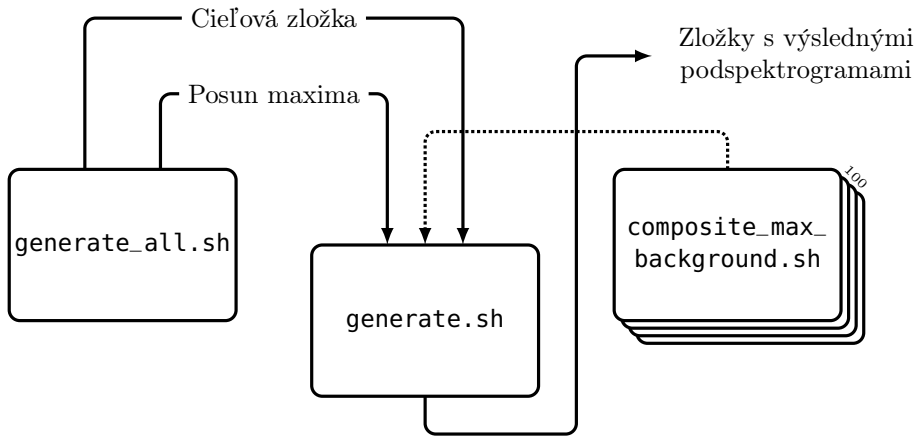 Cieľová zložka
Zložky s výslednými
podspektrogramami
Posun maxima
100
generate_all.sh
composite_max_
background.sh
generate.sh